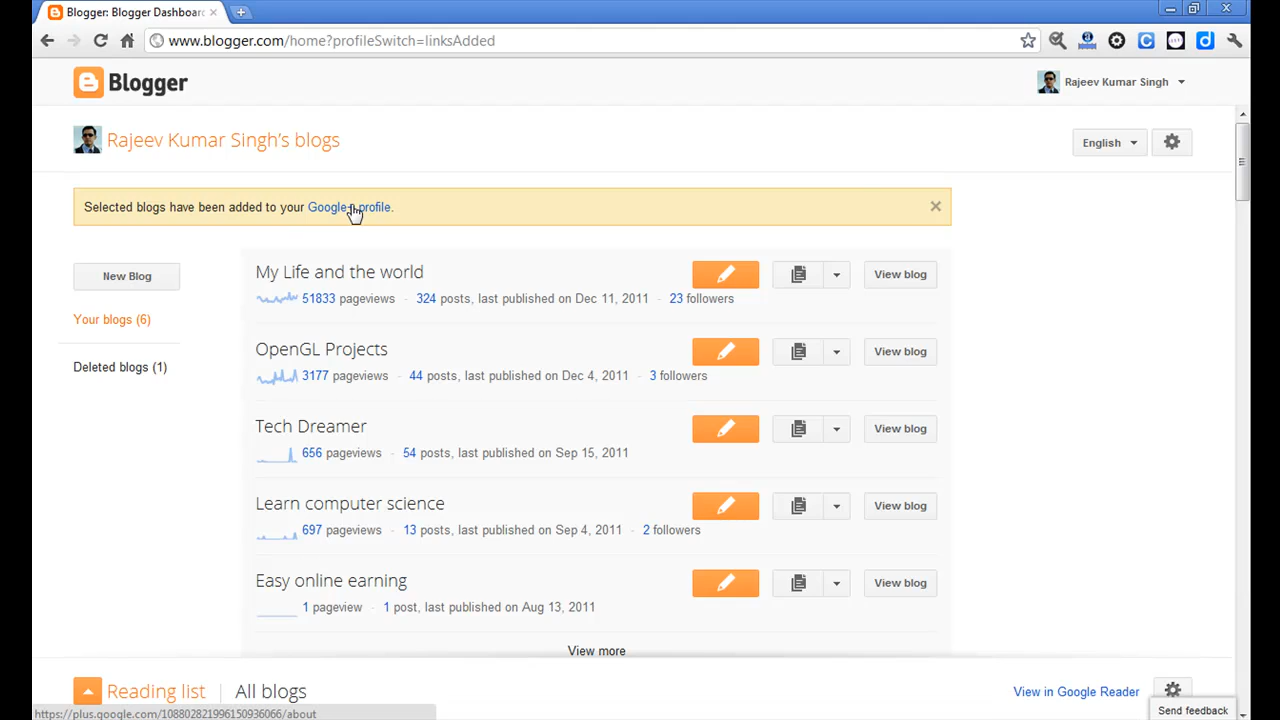 Blogger: Blogger Dashboard
www.blogger.com/home?profileSwitch=linksAdded
Blogger
Rajeev Kumar Singh
Rajeev Kumar Singh's blogs
English
Selected blogs have been added to your Google+ profile.
New Blog
Your blogs (6)
Deleted blogs (1)
My Life and the world
View blog
51833 pageviews - 324 posts, last published on Dec 11, 2011 - 23 followers
OpenGL Projects
View blog
3177 pageviews - 44 posts, last published on Dec 4, 2011 - 3 followers
Tech Dreamer
View blog
656 pageviews - 54 posts, last published on Sep 15, 2011
Learn computer science
View blog
697 pageviews - 13 posts, last published on Sep 4, 2011 - 2 followers
Easy online earning
View blog
1 pageview - 1 post, last published on Aug 13, 2011
View more
Reading list | All blogs
View in Google Reader
https://plus.google.com/108802821996150936066/about
Send feedback